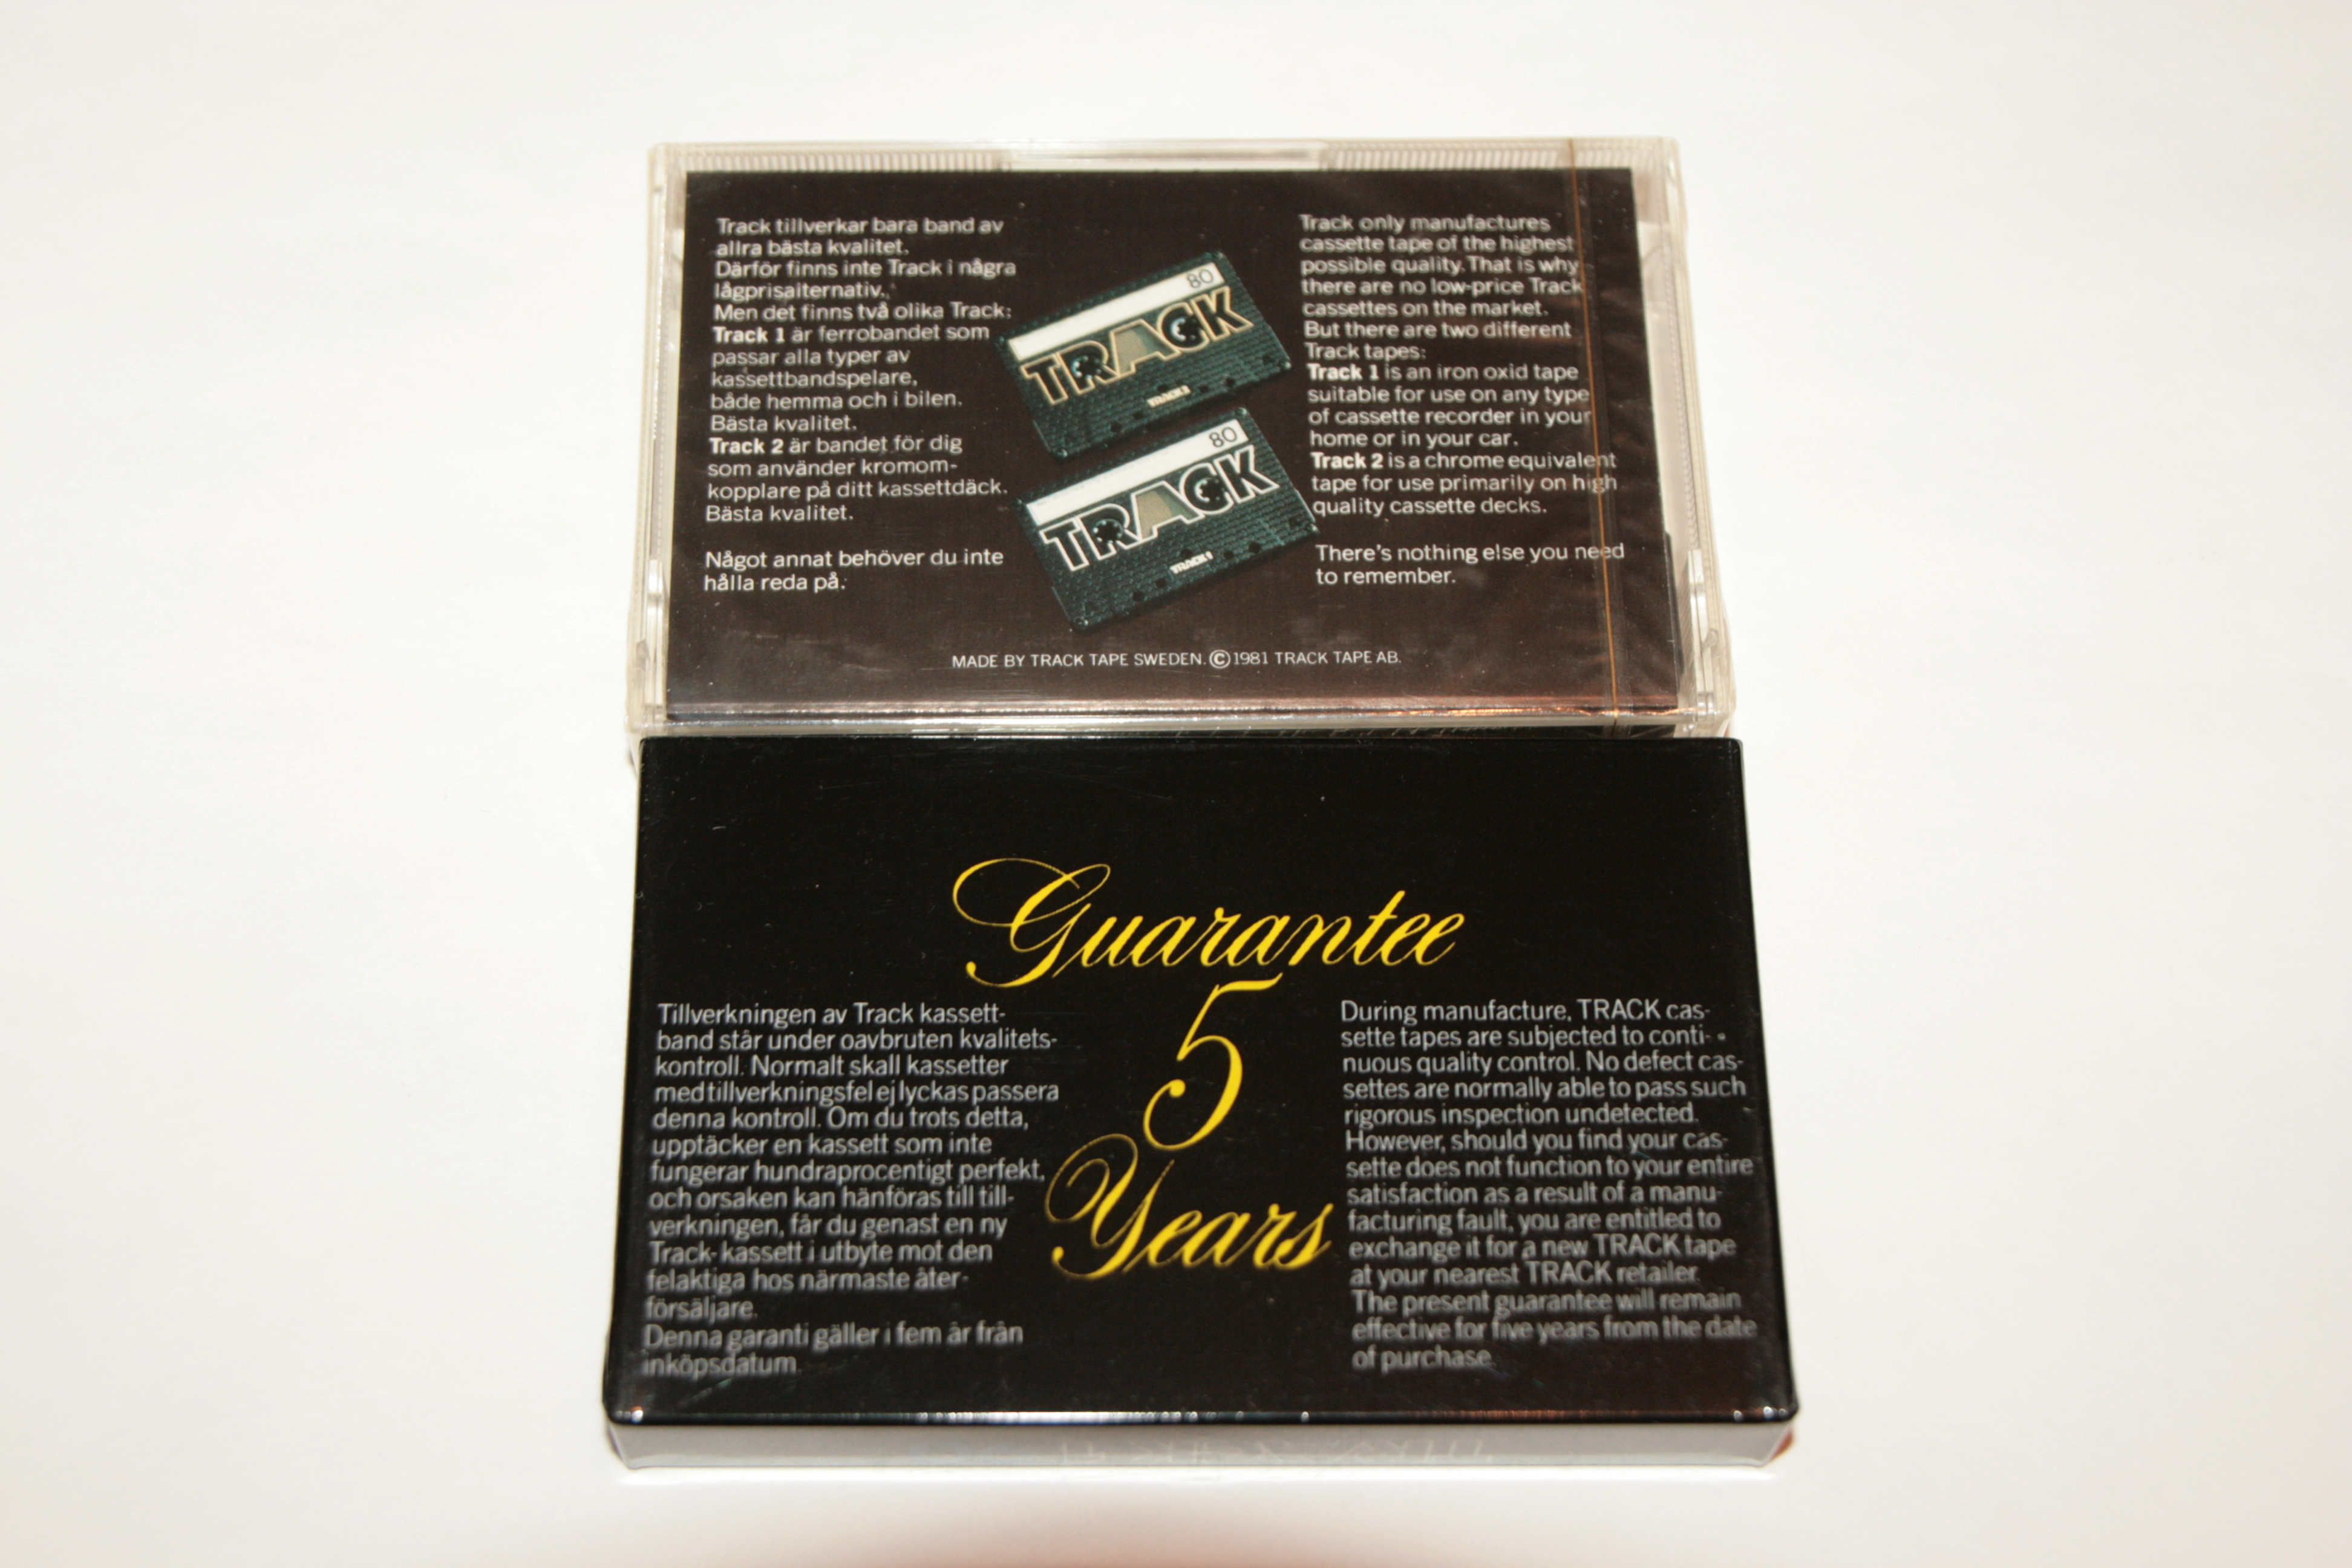 Track tillverkar bara band av
allra bästa kvalitet.
Därför finns inte Track i några
lågprisalternativ.
Men det finns två olika Track:
Track 1 är ferrobandet som
passar alla typer av
kassettbandspelare,
både hemma och i bilen.
Bästa kvalitet.
Track 2 är bandet för dig
som använder kromom-
kopplare på ditt kassettdäck.
Bästa kvalitet.
Något annat behöver du inte
hålla reda på.
80
TRACK
80
TRACK
Track only manufactures
cassette tape of the highest
possible quality. That is why
there are no low-price Track
cassettes on the market.
But there are two different
Track tapes:
Track 1 is an iron oxid tape
suitable for use on any type
of cassette recorder in your
home or in your car.
Track 2 is a chrome equivalent
tape for use primarily on high
quality cassette decks.
There's nothing else you need
to remember.
MADE BY TRACK TAPE SWEDEN. © 1981 TRACK TAPE AB.
Guarantee
5
Years
Tillverkningen av Track kassett-
band står under oavbruten kvalitets-
kontroll. Normalt skall kassetter
med tillverkningsfel ej lyckas passera
denna kontroll. Om du trots detta,
upptäcker en kassett som inte
fungerar hundraprocentigt perfekt,
och orsaken kan hänföras till till-
verkningen, får du genast en ny
Track-kassett i utbyte mot den
felaktiga hos närmaste åter-
försäljare.
Denna garanti gäller i fem år från
inköpsdatum.
During manufacture, TRACK cas-
sette tapes are subjected to conti-
nuous quality control. No defect cas-
settes are normally able to pass such
rigorous inspection undetected.
However, should you find your cas-
sette does not function to your entire
satisfaction as a result of a manu-
facturing fault, you are entitled to
exchange it for a new TRACK tape
at your nearest TRACK retailer.
The present guarantee will remain
effective for five years from the date
of purchase.